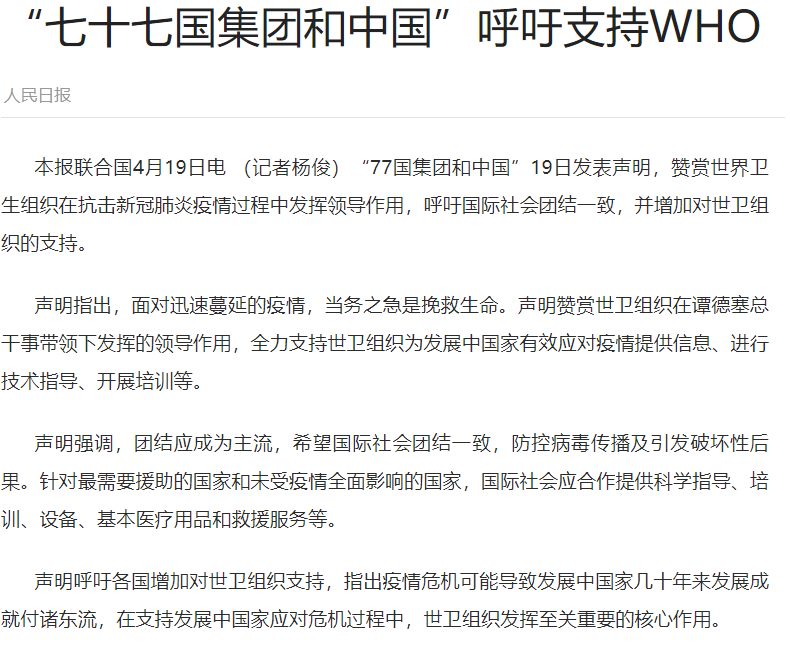 “七十七国集团和中国”呼吁支持WHO
人民日报
本报联合国4月19日电 （记者杨俊）“77国集团和中国”19日发表声明，赞赏世界卫
生组织在抗击新冠肺炎疫情过程中发挥领导作用，呼吁国际社会团结一致，并增加对世卫组
织的支持。
声明指出，面对迅速蔓延的疫情，当务之急是挽救生命。声明赞赏世卫组织在谭德塞总
干事带领下发挥的领导作用，全力支持世卫组织为发展中国家有效应对疫情提供信息、进行
技术指导、开展培训等。
声明强调，团结应成为主流，希望国际社会团结一致，防控病毒传播及引发破坏性后
果。针对最需要援助的国家和未受疫情全面影响的国家，国际社会应合作提供科学指导、培
训、设备、基本医疗用品和救援服务等。
声明呼吁各国增加对世卫组织支持，指出疫情危机可能导致发展中国家几十年来发展成
就付诸东流，在支持发展中国家应对危机过程中，世卫组织发挥至关重要的核心作用。